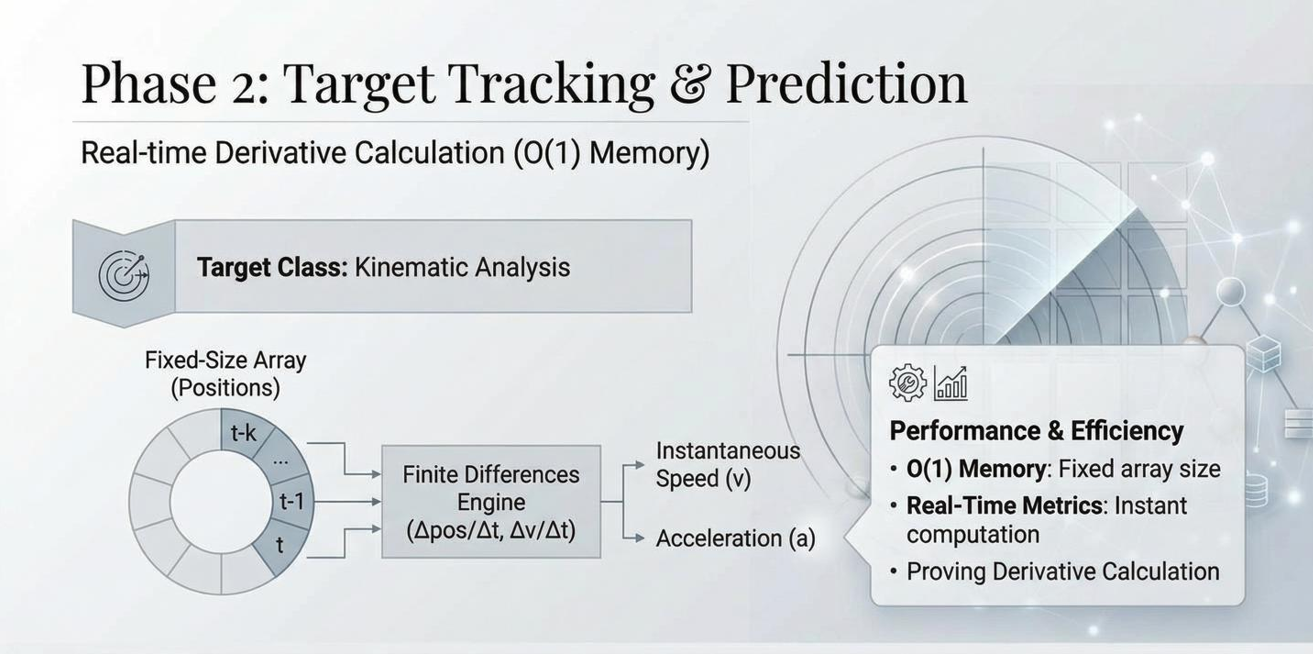 Phase 2: Target Tracking & Prediction
Real-time Derivative Calculation (O(1) Memory)
Target Class: Kinematic Analysis
Fixed-Size Array
(Positions)
t-k
...
t-1
t
Finite Differences
Engine
(Δpos/Δt, Δv/Δt)
Instantaneous
Speed (v)
Acceleration (a)
Performance & Efficiency
• O(1) Memory: Fixed array size
• Real-Time Metrics: Instant
computation
• Proving Derivative Calculation